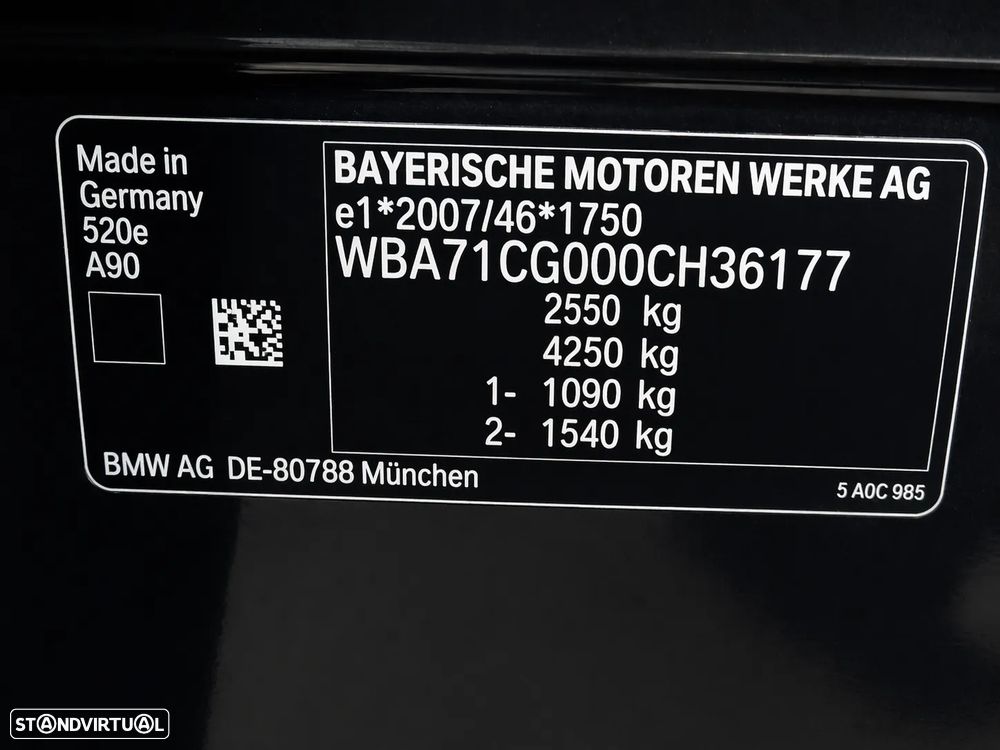 Made in
Germany
520e
A90
BMW AG DE-80788 München
BAYERISCHE MOTOREN WERKE AG
e1*2007/46*1750
WBA71CG000CH36177
2550 kg
4250 kg
1- 1090 kg
2- 1540 kg
5 A0C 985
STANDVIRTUAL